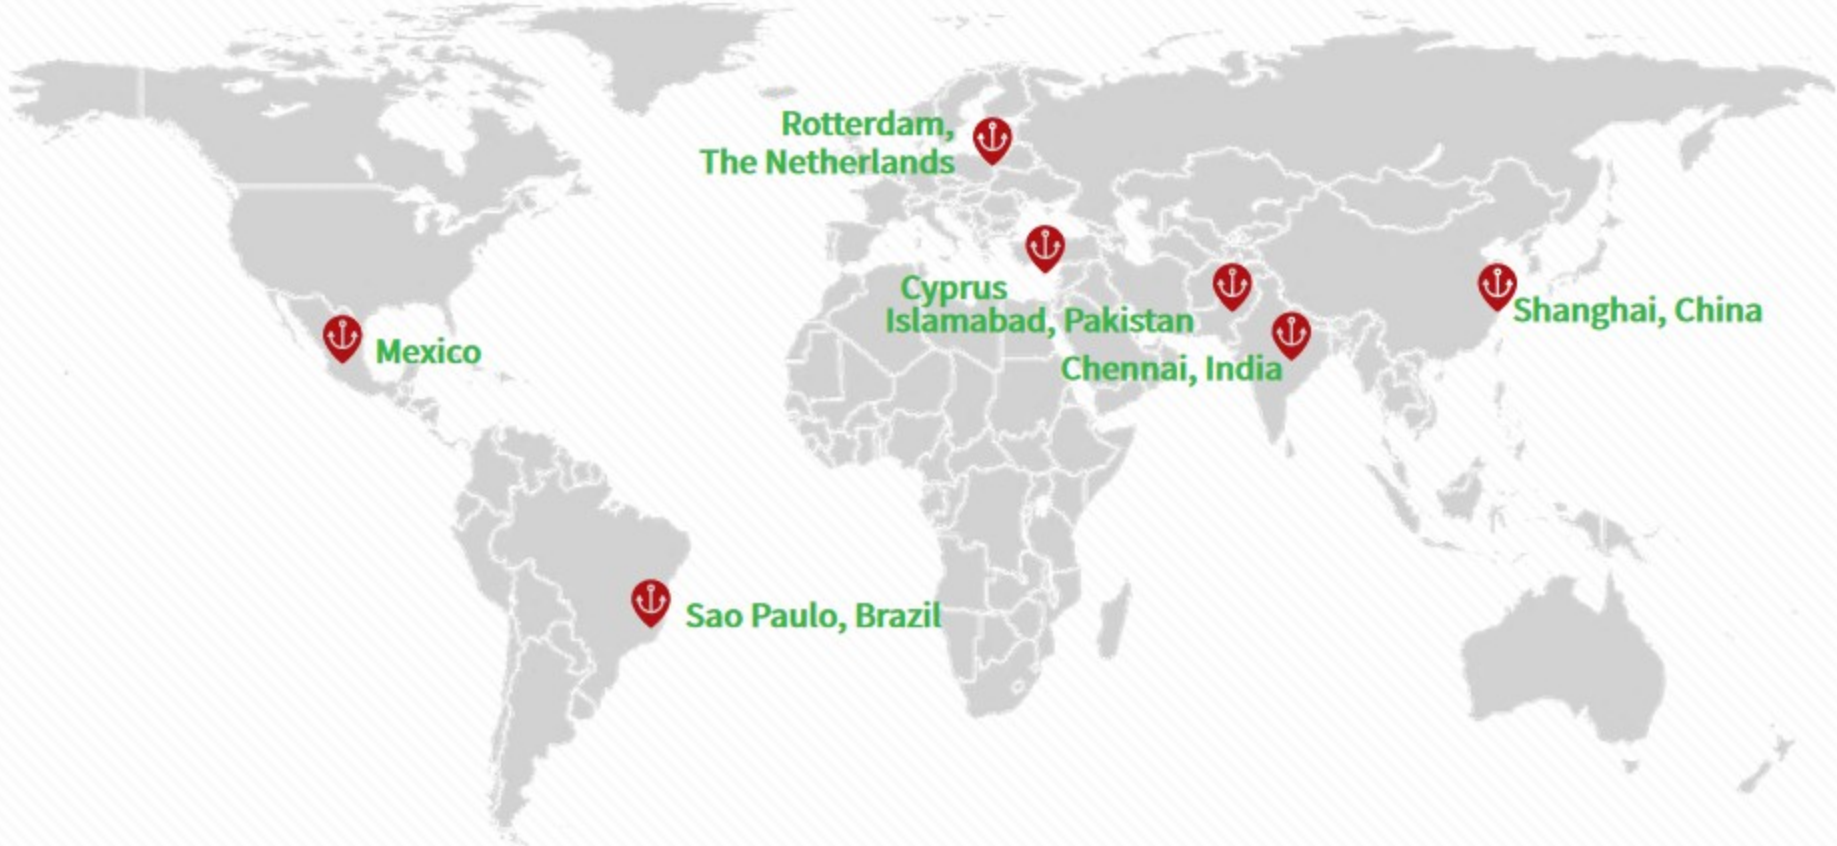 Rotterdam,
The Netherlands
Cyprus
Islamabad, Pakistan
Shanghai, China
Mexico
Chennai, India
Sao Paulo, Brazil